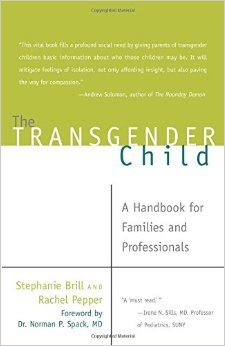 "This vital book fills a profound social need by giving parents of transgender
children basic information about who those children may be. It will
mitigate feelings of isolation, not only affording insight, but also paving
the way for compassion."
—Andrew Solomon, author of The Noonday Demon
The
TRANSGENDER
Child
A Handbook for
Families and
Professionals
Stephanie Brill AND
Rachel Pepper
Foreword by
Dr. Norman P. Spack, MD
"A 'must read.'"
—Irene N. Sills, MD, Professor
of Pediatrics, SUNY